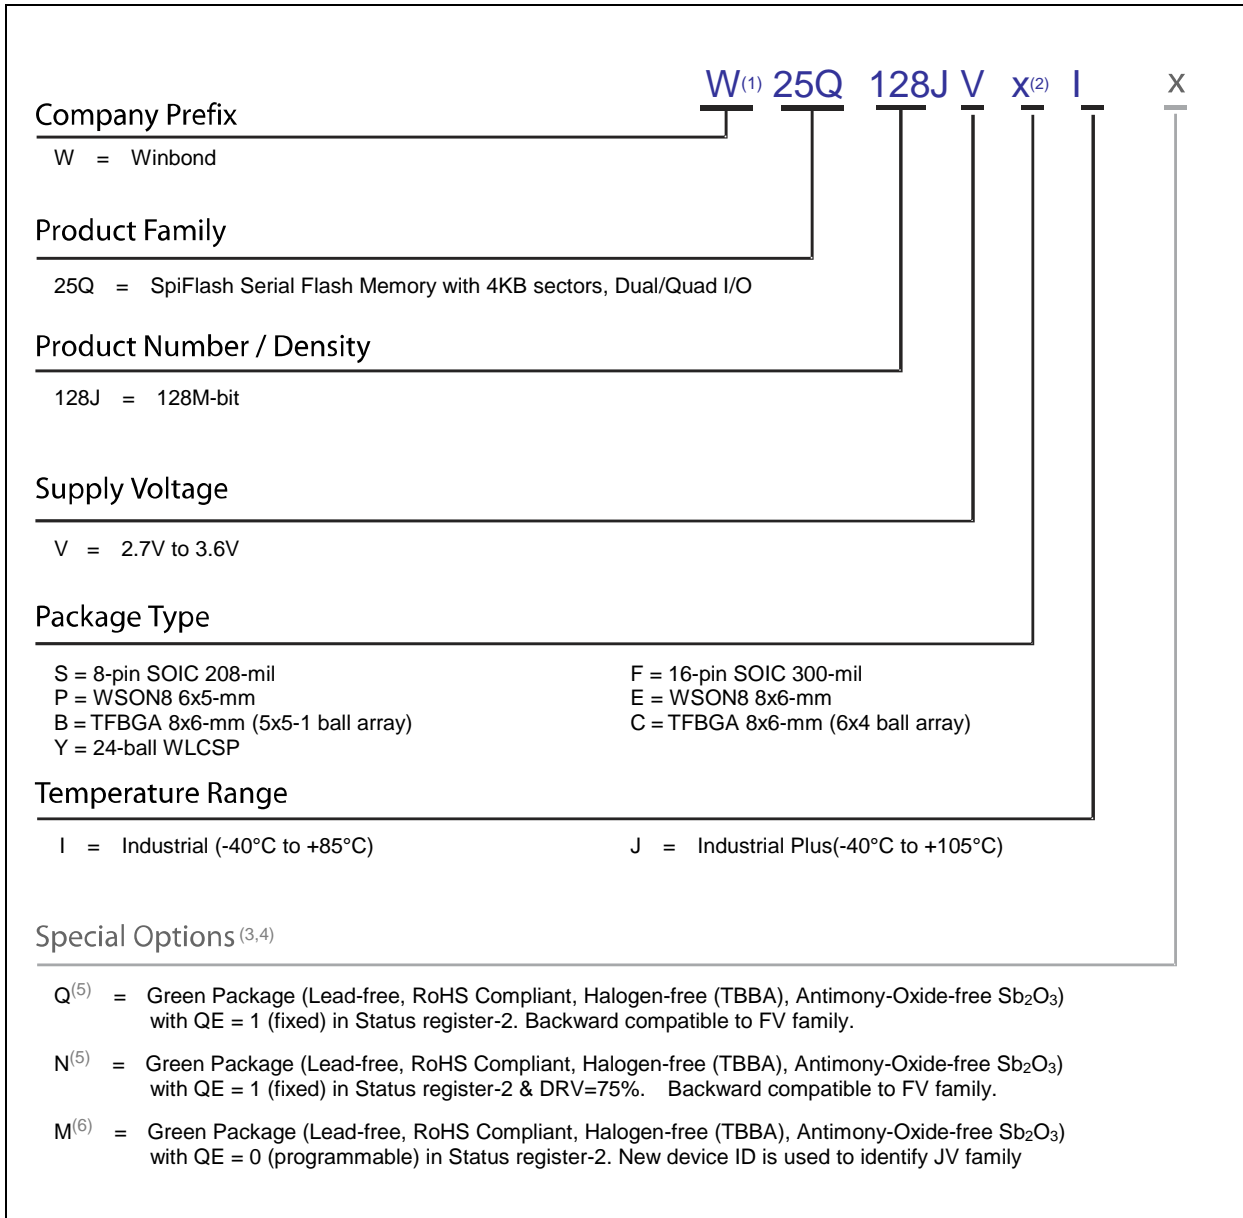 W(1) 25Q 128J V x(2) I x
Company Prefix
W = Winbond
Product Family
25Q = SpiFlash Serial Flash Memory with 4KB sectors, Dual/Quad I/O
Product Number / Density
128J = 128M-bit
Supply Voltage
V = 2.7V to 3.6V
Package Type
S = 8-pin SOIC 208-mil F = 16-pin SOIC 300-mil
P = WSON8 6x5-mm E = WSON8 8x6-mm
B = TFBGA 8x6-mm (5x5-1 ball array) C = TFBGA 8x6-mm (6x4 ball array)
Y = 24-ball WLCSP
Temperature Range
I = Industrial (-40°C to +85°C) J = Industrial Plus(-40°C to +105°C)
Special Options (3,4)
Q(5) = Green Package (Lead-free, RoHS Compliant, Halogen-free (TBBA), Antimony-Oxide-free Sb₂O₃)
with QE = 1 (fixed) in Status register-2. Backward compatible to FV family.
N(5) = Green Package (Lead-free, RoHS Compliant, Halogen-free (TBBA), Antimony-Oxide-free Sb₂O₃)
with QE = 1 (fixed) in Status register-2 & DRV=75%. Backward compatible to FV family.
M(6) = Green Package (Lead-free, RoHS Compliant, Halogen-free (TBBA), Antimony-Oxide-free Sb₂O₃)
with QE = 0 (programmable) in Status register-2. New device ID is used to identify JV family